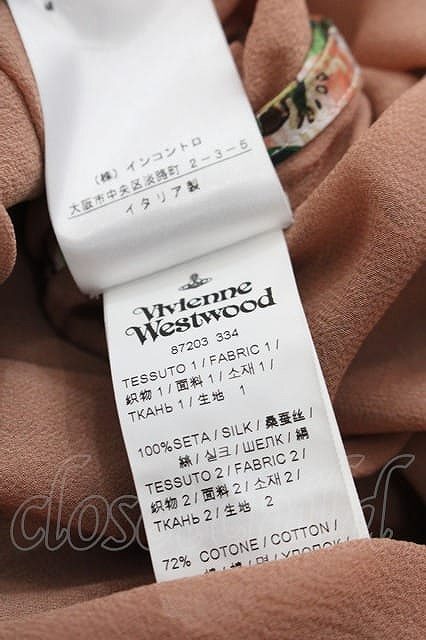 (株) インコントロ
大阪市中央区淡路町 2-3-5
イタリア製
Vivienne
Westwood
87203 334
TESSUTO 1 / FABRIC 1 /
织物 1 / 面料 1 / 소재 1 /
ТКАНЬ 1 / 生地 1
100%SETA / SILK / 桑蚕丝 /
絲 / 실크 / ШЕЛК / 絹
TESSUTO 2 / FABRIC 2 /
织物 2 / 面料 2 / 소재 2 /
ТКАНЬ 2 / 生地 2
72% COTONE / COTTON /